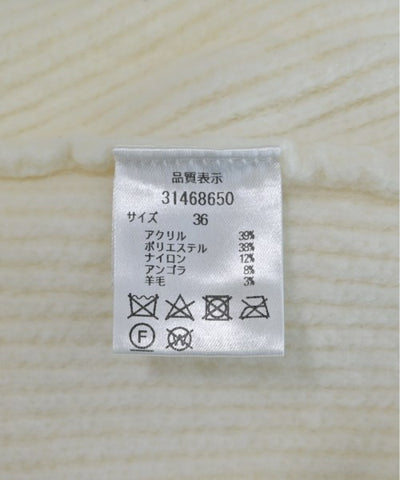 品質表示
31468650
サイズ 36
アクリル 39%
ポリエステル 38%
ナイロン 12%
アンゴラ 8%
羊毛 3%
F
W